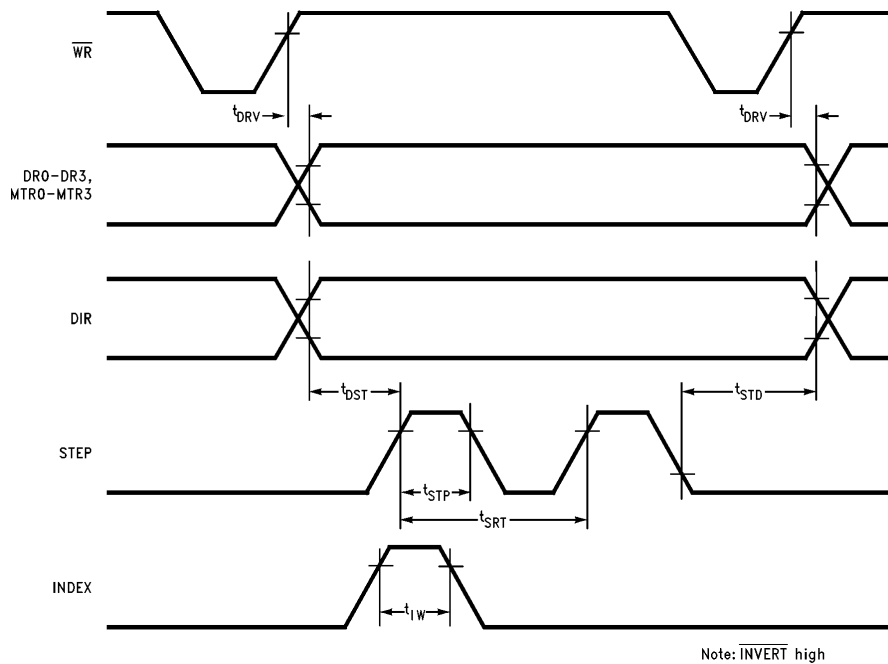 WR
tDRV
tDRV
DR0-DR3,
MTR0-MTR3
DIR
tDST
tSTD
STEP
tSTP
tSRT
INDEX
tIW
Note: INVERT high